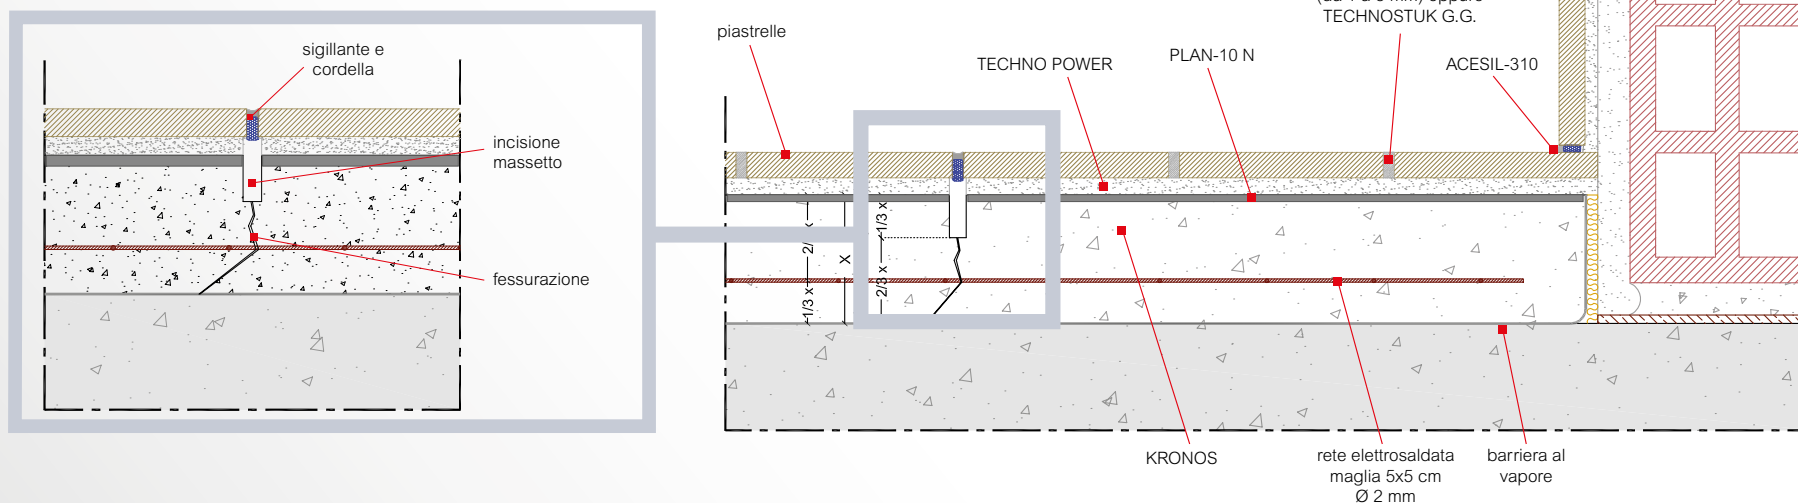 sigillante e
cordella
incisione
massetto
fessurazione
piastrelle
TECHNO POWER
PLAN-10 N
TECHNOSTUK G.G.
ACESIL-310
1/3 x
2/
X
2/3 x
1/3 x
KRONOS
rete elettrosaldata
maglia 5x5 cm
Ø 2 mm
barriera al
vapore